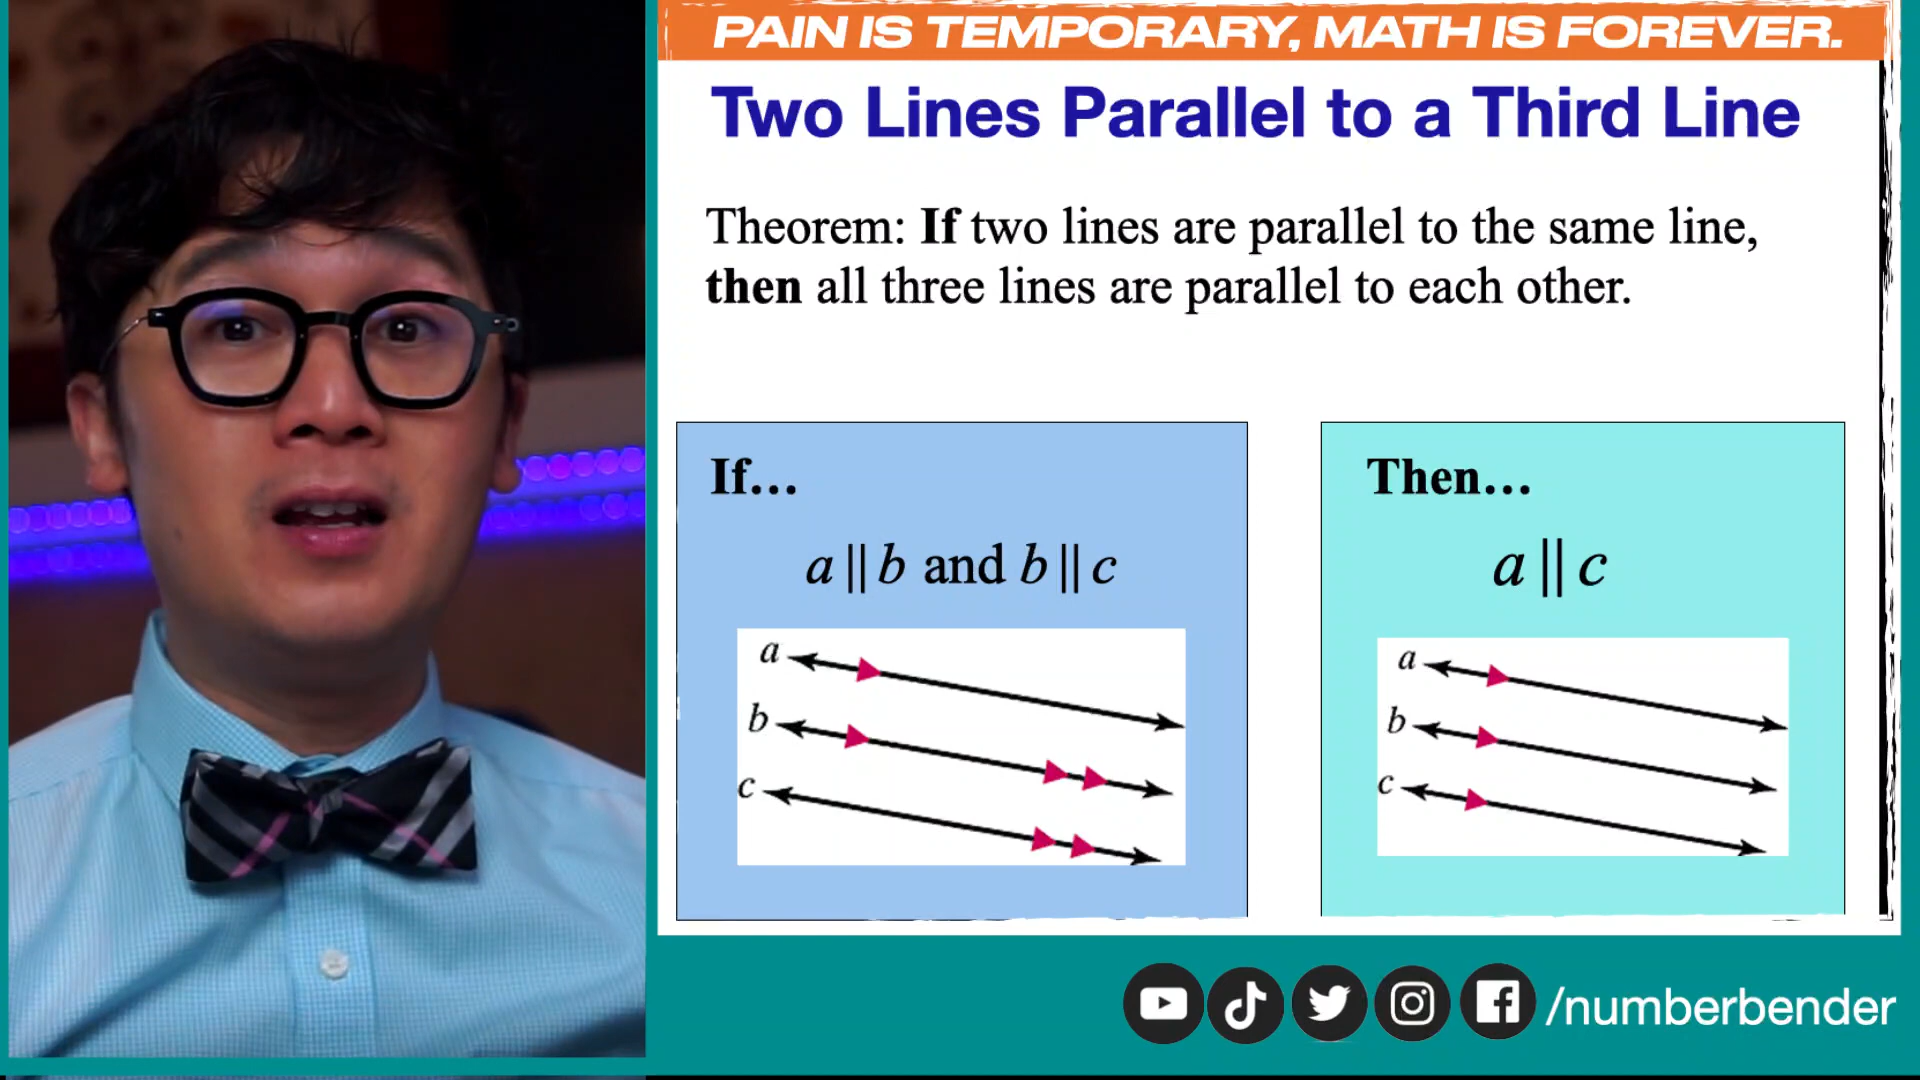 PAIN IS TEMPORARY, MATH IS FOREVER.
Two Lines Parallel to a Third Line
Theorem: If two lines are parallel to the same line,
then all three lines are parallel to each other.
If...
a || b and b || c
a
b
c
Then...
a || c
a
b
c
/numberbender